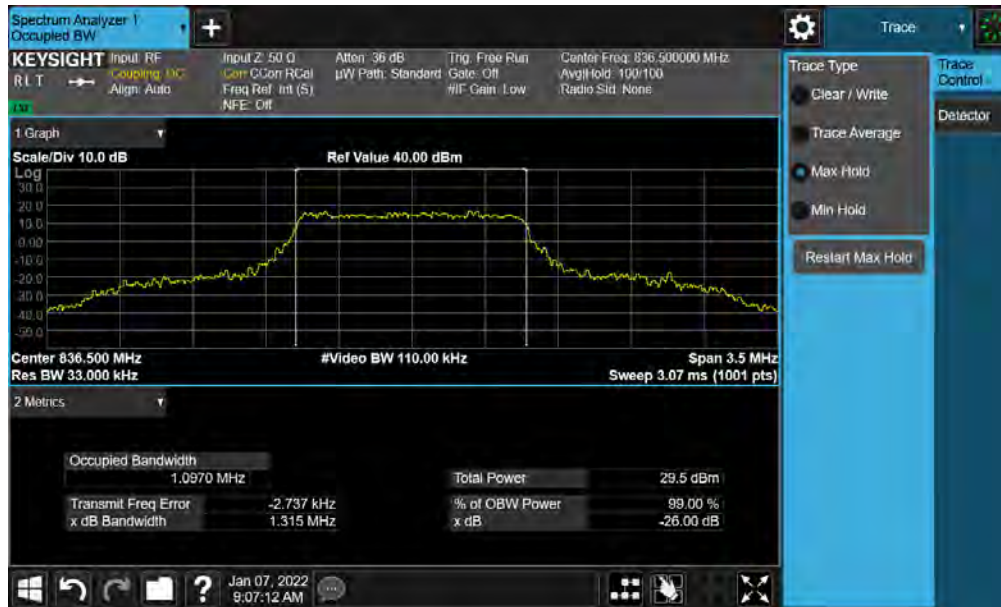 Spectrum Analyzer 1
Occupied BW
Trace
KEYSIGHT
RLT
Input: RF
Coupling: DC
Align: Auto
Input Z: 50 Ω
Corr CCorr RCal
Freq Ref: Int (S)
NFE: Off
Atten: 36 dB
µW Path: Standard
Trig: Free Run
Gate: Off
#IF Gain: Low
Center Freq: 836.500000 MHz
Avg|Hold: 100/100
Radio Std: None
1 Graph
Scale/Div 10.0 dB
Ref Value 40.00 dBm
Log
30.0
20.0
10.0
0.00
-10.0
-20.0
-30.0
-40.0
-50.0
Center 836.500 MHz
#Video BW 110.00 kHz
Span 3.5 MHz
Res BW 33.000 kHz
Sweep 3.07 ms (1001 pts)
2 Metrics
Occupied Bandwidth
1.0970 MHz
Total Power 29.5 dBm
Transmit Freq Error -2.737 kHz
% of OBW Power 99.00 %
x dB Bandwidth 1.315 MHz
x dB -26.00 dB
Jan 07, 2022
9:07:12 AM
Trace Type
Clear / Write
Trace Average
Max Hold
Min Hold
Restart Max Hold
Trace
Control
Detector